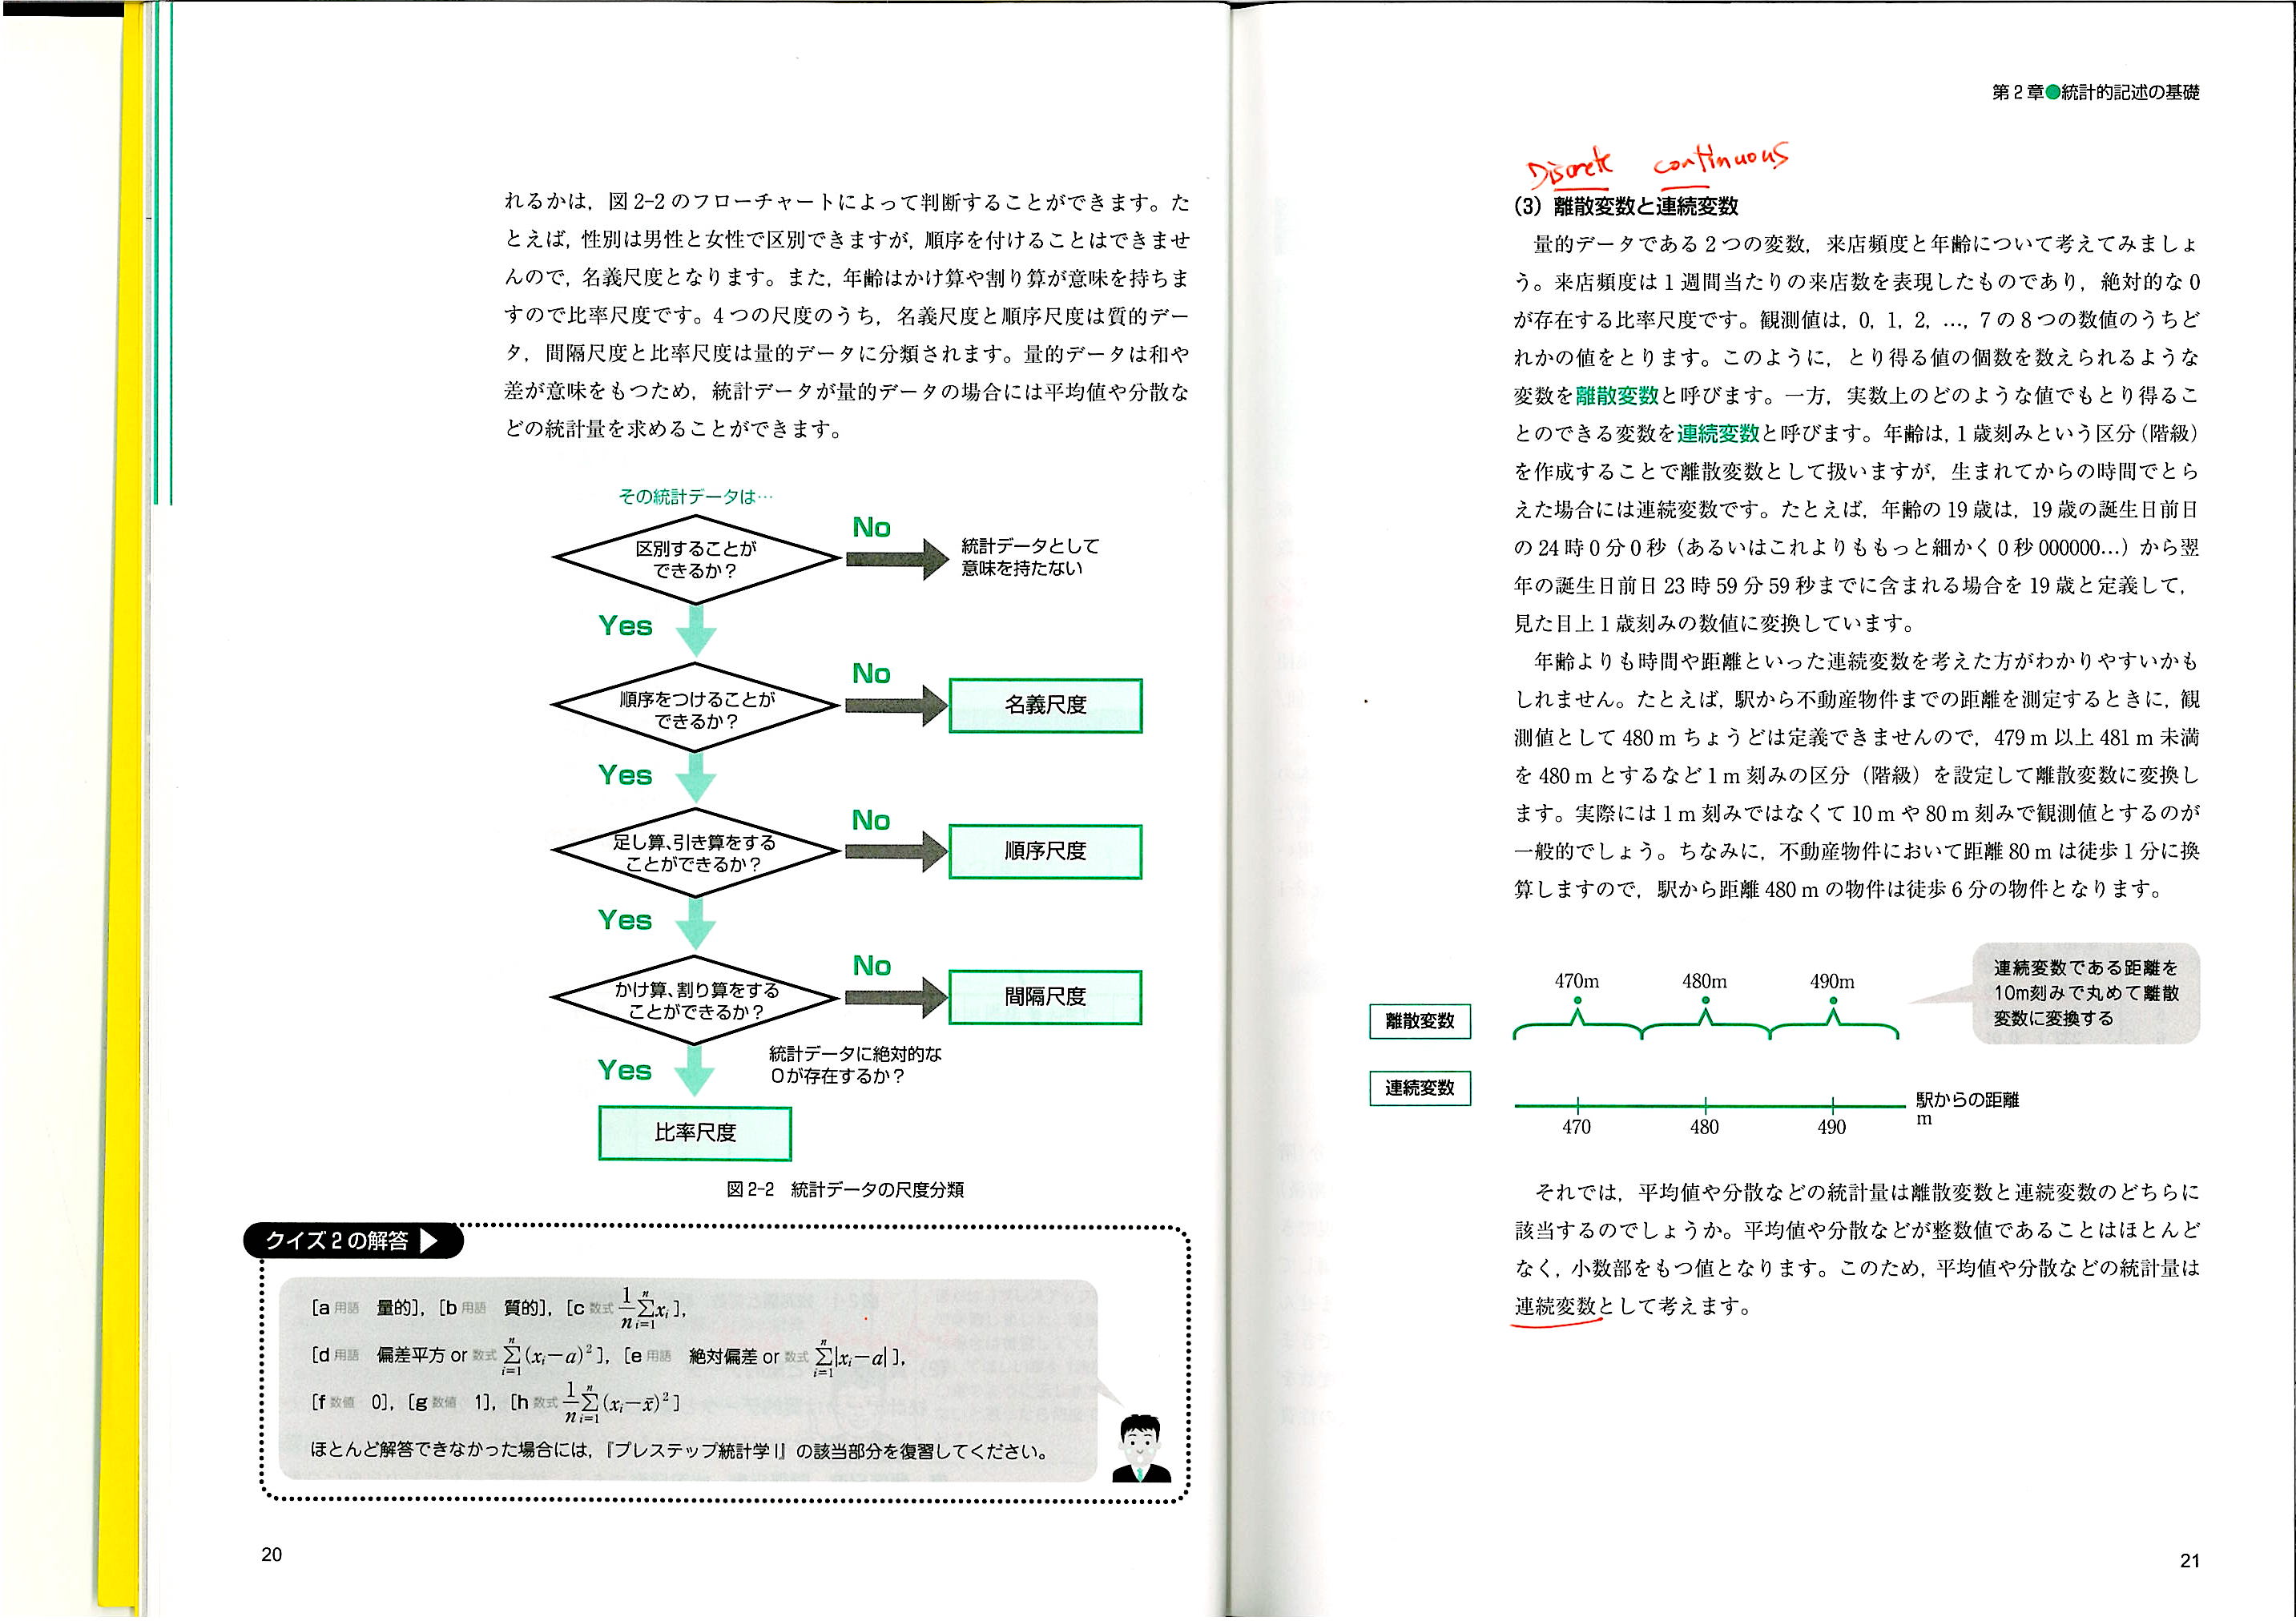 れるかは，図2-2のフローチャートによって判断することができます。た
とえば，性別は男性と女性で区別できますが，順序を付けることはできませ
んので，名義尺度となります。また，年齢はかけ算や割り算が意味を持ちま
すので比率尺度です。4つの尺度のうち，名義尺度と順序尺度は質的デー
タ，間隔尺度と比率尺度は量的データに分類されます。量的データは和や
差が意味をもつため，統計データが量的データの場合には平均値や分散な
どの統計量を求めることができます。
その統計データは…
区別することが
できるか？
No
統計データとして
意味を持たない
Yes
順序をつけることが
できるか？
No
名義尺度
Yes
足し算、引き算をする
ことができるか？
No
順序尺度
Yes
かけ算、割り算をする
ことができるか？
No
間隔尺度
Yes
統計データに絶対的な
0が存在するか？
比率尺度
図2-2 統計データの尺度分類
クイズ2の解答
[a 用語 量的]，[b 用語 質的]，[c 数式 1/n Σ_{i=1}^{n} x_i]，
[d 用語 偏差平方 or 数式 Σ_{i=1}^{n} (x_i−a)²]，[e 用語 絶対偏差 or 数式 Σ_{i=1}^{n} |x_i−a|]，
[f 数値 0]，[g 数値 1]，[h 数式 1/n Σ_{i=1}^{n} (x_i−x̄)²]
ほとんど解答できなかった場合には，『プレステップ統計学Ⅰ』の該当部分を復習してください。
20
第2章●統計的記述の基礎
Discrete continuous
(3) 離散変数と連続変数
量的データである2つの変数，来店頻度と年齢について考えてみましょ
う。来店頻度は1週間当たりの来店数を表現したものであり，絶対的な0
が存在する比率尺度です。観測値は，0，1，2，…，7の8つの数値のうちど
れかの値をとります。このように，とり得る値の個数を数えられるような
変数を離散変数と呼びます。一方，実数上のどのような値でもとり得るこ
とのできる変数を連続変数と呼びます。年齢は，1歳刻みという区分（階級）
を作成することで離散変数として扱いますが，生まれてからの時間でとら
えた場合には連続変数です。たとえば，年齢の19歳は，19歳の誕生日前日
の24時0分0秒（あるいはこれよりももっと細かく0秒000000…）から翌
年の誕生日前日23時59分59秒までに含まれる場合を19歳と定義して，
見た目上1歳刻みの数値に変換しています。
年齢よりも時間や距離といった連続変数を考えた方がわかりやすいかも
しれません。たとえば，駅から不動産物件までの距離を測定するときに，観
測値として480mちょうどは定義できませんので，479m以上481m未満
を480mとするなど1m刻みの区分（階級）を設定して離散変数に変換し
ます。実際には1m刻みではなくて10mや80m刻みで観測値とするのが
一般的でしょう。ちなみに，不動産物件において距離80mは徒歩1分に換
算しますので，駅から距離480mの物件は徒歩6分の物件となります。
470m 480m 490m
連続変数である距離を
10m刻みで丸めて離散
変数に変換する
離散変数
連続変数
470 480 490
駅からの距離
m
それでは，平均値や分散などの統計量は離散変数と連続変数のどちらに
該当するのでしょうか。平均値や分散などが整数値であることはほとんど
なく，小数部をもつ値となります。このため，平均値や分散などの統計量は
連続変数として考えます。
21